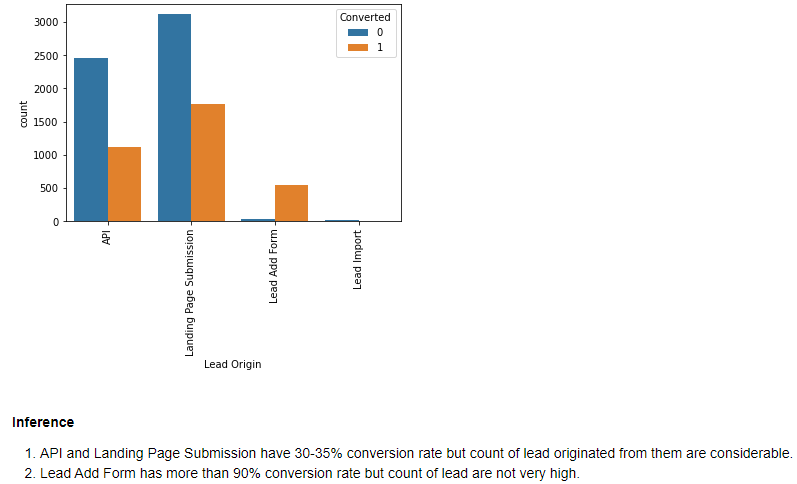 Converted
0
1
3000
2500
2000
1500
1000
500
0
count
API
Landing Page Submission
Lead Add Form
Lead Import
Lead Origin
Inference
1. API and Landing Page Submission have 30-35% conversion rate but count of lead originated from them are considerable.
2. Lead Add Form has more than 90% conversion rate but count of lead are not very high.